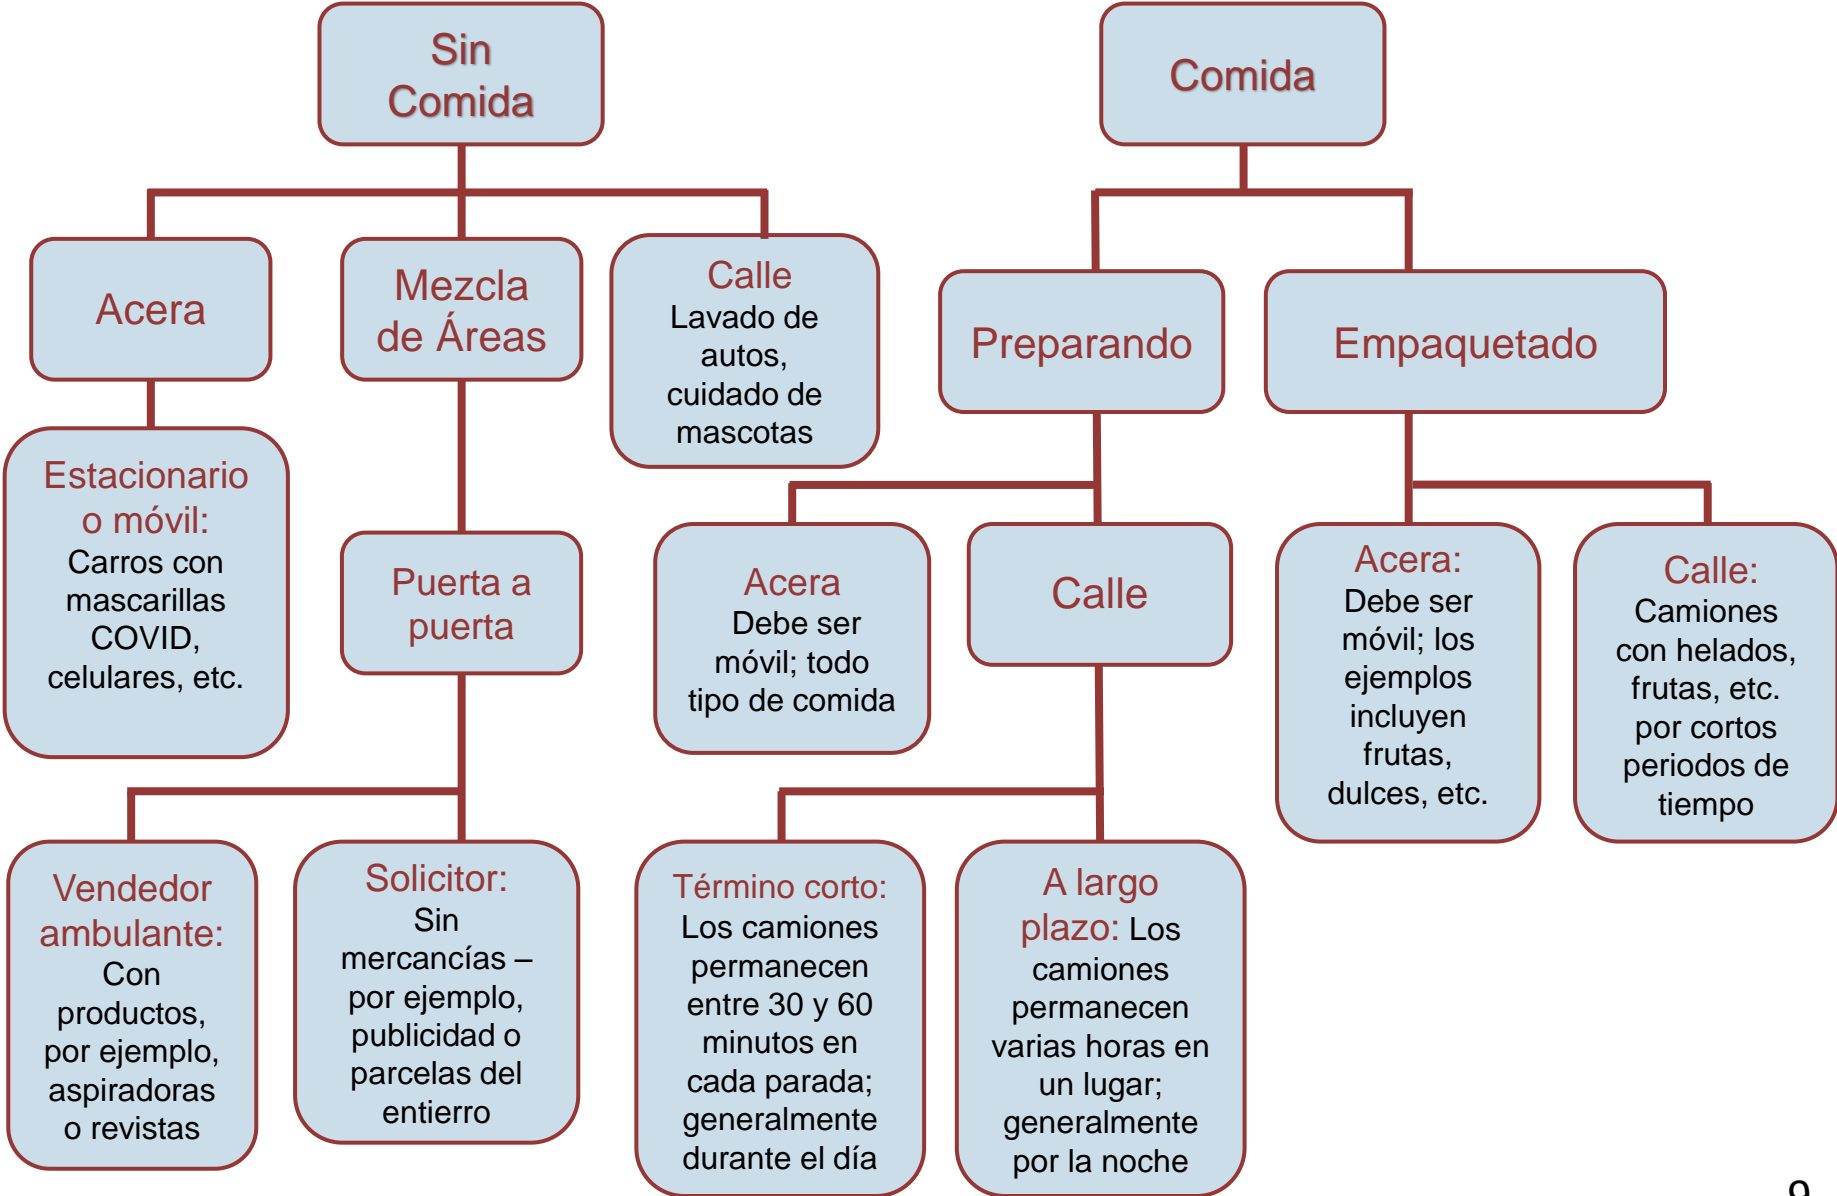 Sin
Comida
Comida
Acera
Mezcla
de Áreas
Calle
Lavado de
autos,
cuidado de
mascotas
Preparando
Empaquetado
Estacionario
o móvil:
Carros con
mascarillas
COVID,
celulares, etc.
Puerta a
puerta
Acera
Debe ser
móvil; todo
tipo de comida
Calle
Acera:
Debe ser
móvil; los
ejemplos
incluyen
frutas,
dulces, etc.
Calle:
Camiones
con helados,
frutas, etc.
por cortos
periodos de
tiempo
Vendedor
ambulante:
Con
productos,
por ejemplo,
aspiradoras
o revistas
Solicitor:
Sin
mercancías –
por ejemplo,
publicidad o
parcelas del
entierro
Término corto:
Los camiones
permanecen
entre 30 y 60
minutos en
cada parada;
generalmente
durante el día
A largo
plazo: Los
camiones
permanecen
varias horas en
un lugar;
generalmente
por la noche
9